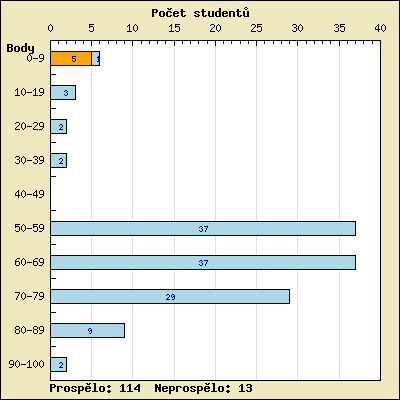 Počet studentů
0 5 10 15 20 25 30 35 40
Body
0-9 5 1
10-19 3
20-29 2
30-39 2
40-49
50-59 37
60-69 37
70-79 29
80-89 9
90-100 2
Prospělo: 114 Neprospělo: 13